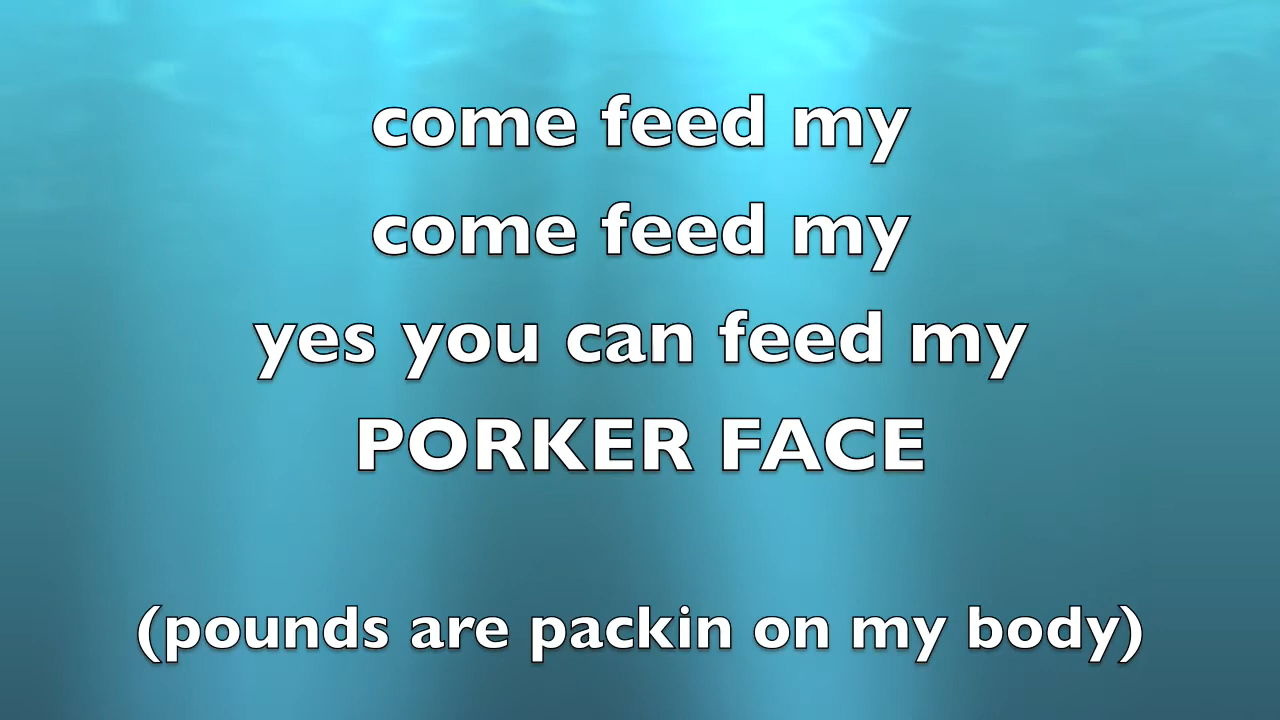 come feed my
come feed my
yes you can feed my
PORKER FACE
(pounds are packin on my body)